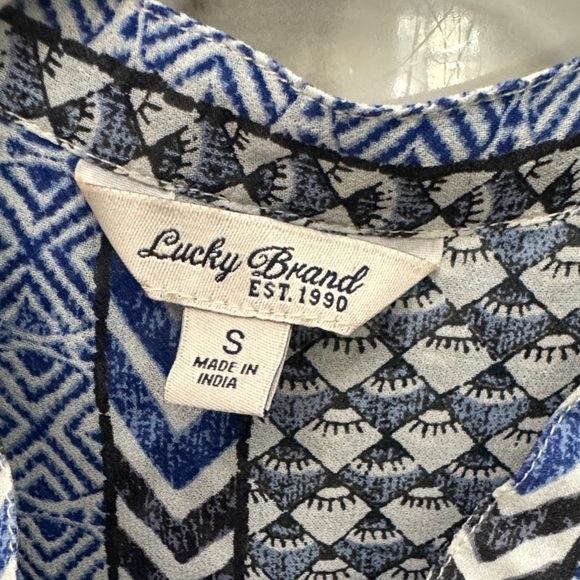 Lucky Brand
EST. 1990
S
MADE IN
INDIA